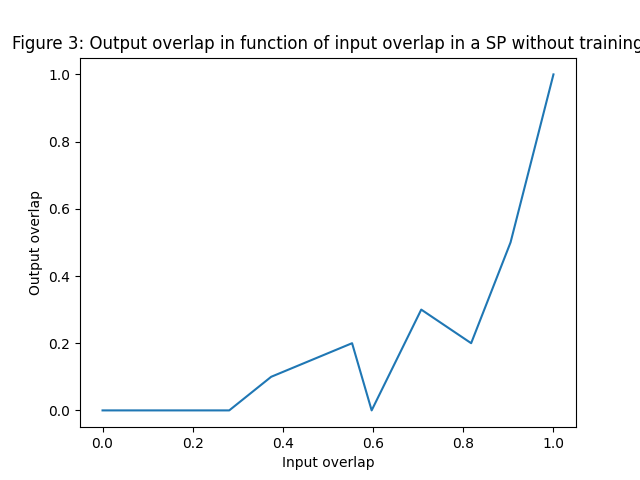 Figure 3: Output overlap in function of input overlap in a SP without training
1.0
0.8
0.6
0.4
0.2
0.0
Output overlap
0.0 0.2 0.4 0.6 0.8 1.0
Input overlap